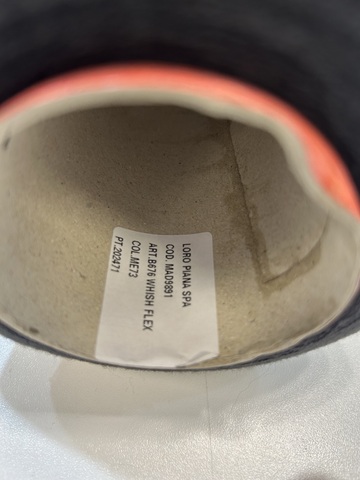 LORO PIANA SPA
COD. MAD9891
ART.B676 WHISH FLEX
COL.ME73
PT.202471